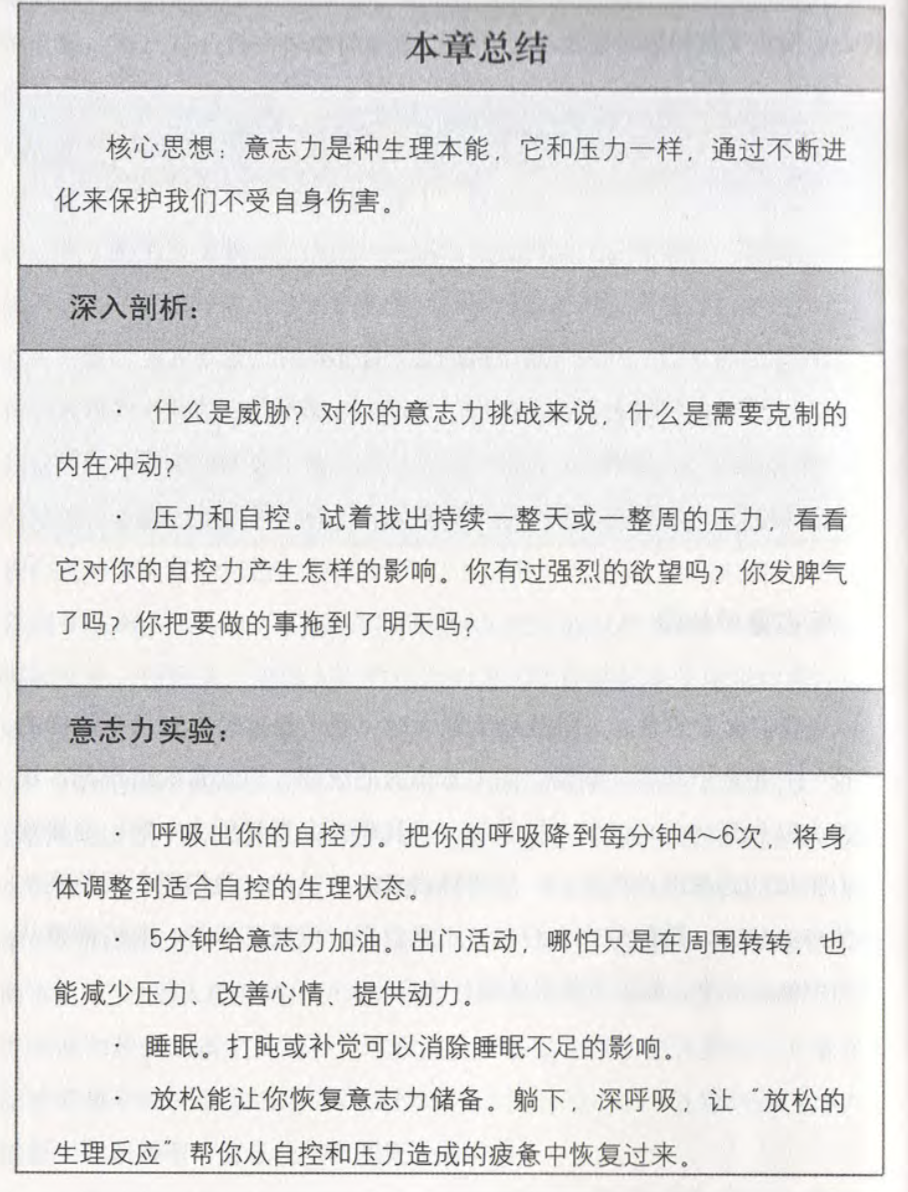 本章总结
核心思想：意志力是种生理本能，它和压力一样，通过不断进
化来保护我们不受自身伤害。
深入剖析：
· 什么是威胁？对你的意志力挑战来说，什么是需要克制的
内在冲动？
· 压力和自控：试着找出持续一整天或一整周的压力，看看
它对你的自控力产生怎样的影响。你有过强烈的欲望吗？你发脾气
了吗？你把要做的事拖到了明天吗？
意志力实验：
呼吸出你的自控力。把你的呼吸降到每分钟4~6次，将身
体调整到适合自控的生理状态。
5分钟给意志力加油。出门活动，哪怕只是在周围转转，也
能减少压力、改善心情、提供动力。
睡眠。打盹或补觉可以消除睡眠不足的影响。
放松能让你恢复意志力储备。躺下，深呼吸，让“放松的
生理反应”帮你从自控和压力造成的疲惫中恢复过来。